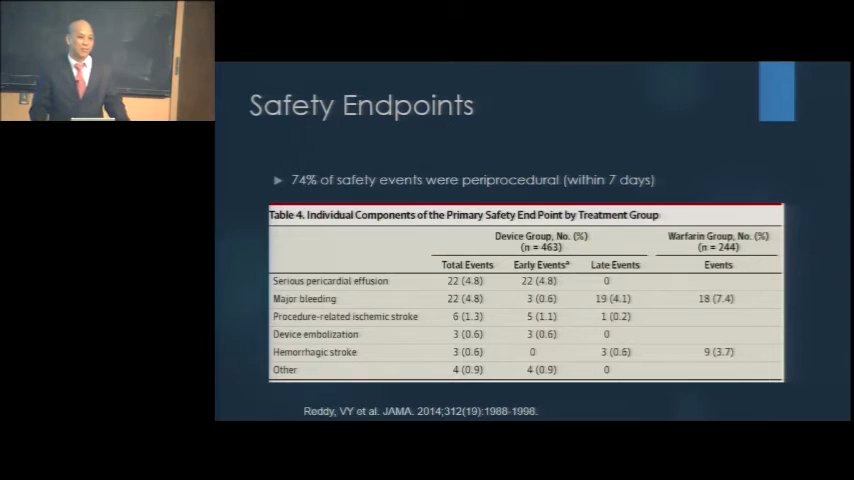 Safety Endpoints
74% of safety events were periprocedural (within 7 days)
Table 4. Individual Components of the Primary Safety End Point by Treatment Group
Device Group, No. (%) Warfarin Group, No. (%)
(n = 463) (n = 244)
Total Events Early Eventsᵃ Late Events Events
Serious pericardial effusion 22 (4.8) 22 (4.8) 0
Major bleeding 22 (4.8) 3 (0.6) 19 (4.1) 18 (7.4)
Procedure-related ischemic stroke 6 (1.3) 5 (1.1) 1 (0.2)
Device embolization 3 (0.6) 3 (0.6) 0
Hemorrhagic stroke 3 (0.6) 0 3 (0.6) 9 (3.7)
Other 4 (0.9) 4 (0.9) 0
Reddy, VY et al. JAMA. 2014;312(19):1988-1998.